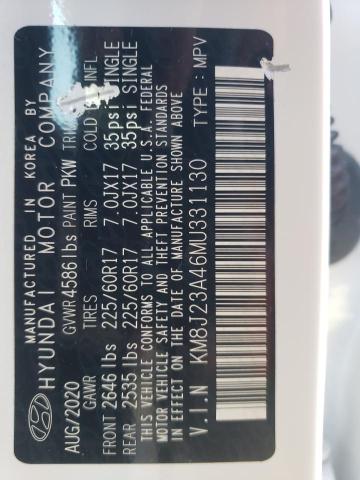 MANUFACTURED IN KOREA BY
HYUNDAI MOTOR COMPANY
AUG/2020 GVWR 4586 lbs PAINT PKW TRIM
GAWR TIRES RIMS COLD INFL
FRONT 2646 lbs 225/60R17 7.0JX17 35psi SINGLE
REAR 2535 lbs 225/60R17 7.0JX17 35psi SINGLE
THIS VEHICLE CONFORMS TO ALL APPLICABLE U.S.A. FEDERAL
MOTOR VEHICLE SAFETY AND THEFT PREVENTION STANDARDS
IN EFFECT ON THE DATE OF MANUFACTURE SHOWN ABOVE
V.I.N KM8J23A46MU331130 TYPE : MPV